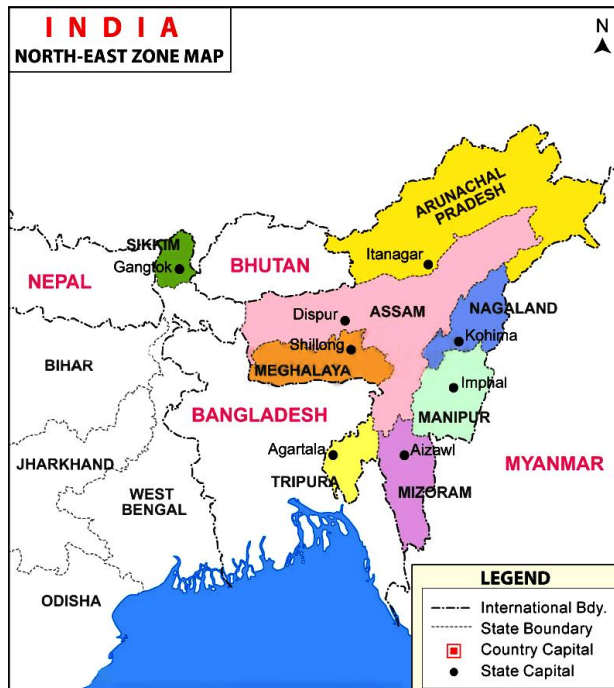 INDIA
NORTH-EAST ZONE MAP
N
ARUNACHAL
PRADESH
SIKKIM
Gangtok
BHUTAN
Itanagar
NEPAL
ASSAM
NAGALAND
Dispur
Kohima
Shillong
BIHAR
MEGHALAYA
Imphal
BANGLADESH
MANIPUR
Agartala
Aizawl
JHARKHAND
MYANMAR
TRIPURA
MIZORAM
WEST
BENGAL
ODISHA
LEGEND
International Bdy.
State Boundary
Country Capital
State Capital